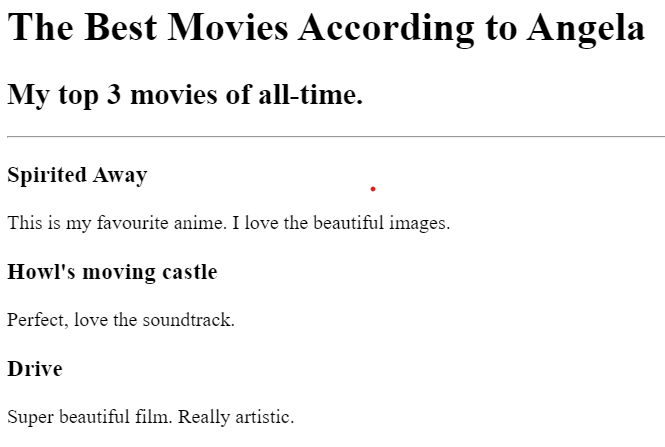 The Best Movies According to Angela
My top 3 movies of all-time.
Spirited Away
This is my favourite anime. I love the beautiful images.
Howl's moving castle
Perfect, love the soundtrack.
Drive
Super beautiful film. Really artistic.